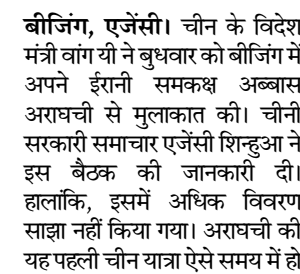 बीजिंग, एजेंसी। चीन के विदेश
मंत्री वांग यी ने बुधवार को बीजिंग में
अपने ईरानी समकक्ष अब्बास
अराघची से मुलाकात की। चीनी
सरकारी समाचार एजेंसी शिन्हुआ ने
इस बैठक की जानकारी दी।
हालांकि, इसमें अधिक विवरण
साझा नहीं किया गया। अराघची की
यह पहली चीन यात्रा ऐसे समय में हो